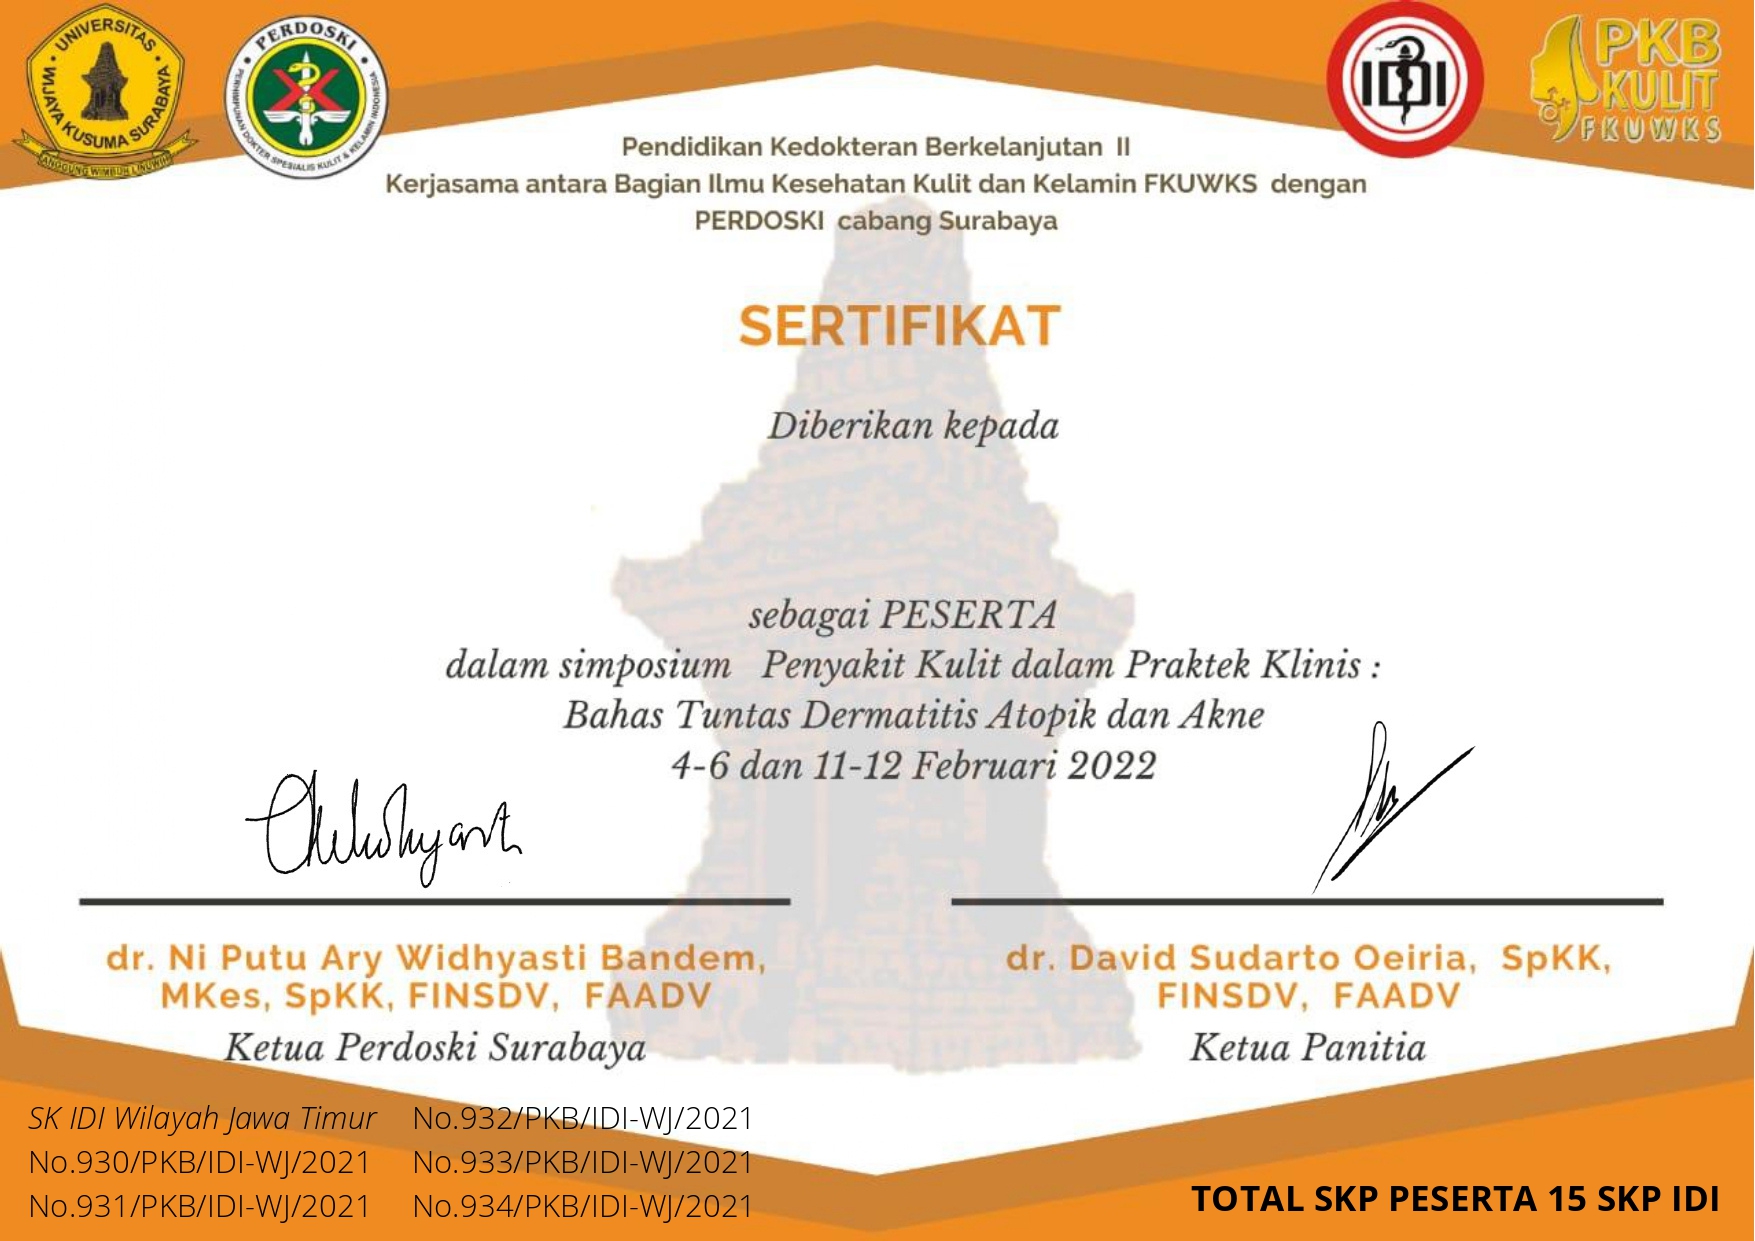 UNIVERSITAS
WIJAYA KUSUMA SURABAYA
PERDOSKI
PERHIMPUNAN DOKTER SPESIALIS KULIT & KELAMIN INDONESIA
IDI
PKB
KULIT
FKUWKS
Pendidikan Kedokteran Berkelanjutan II
Kerjasama antara Bagian Ilmu Kesehatan Kulit dan Kelamin FKUWKS dengan
PERDOSKI cabang Surabaya
SERTIFIKAT
Diberikan kepada
sebagai PESERTA
dalam simposium Penyakit Kulit dalam Praktek Klinis :
Bahas Tuntas Dermatitis Atopik dan Akne
4-6 dan 11-12 Februari 2022
dr. Ni Putu Ary Widhyasti Bandem,
MKes, SpKK, FINSDV, FAADV
Ketua Perdoski Surabaya
dr. David Sudarto Oeiria, SpKK,
FINSDV, FAADV
Ketua Panitia
SK IDI Wilayah Jawa Timur
No.930/PKB/IDI-WJ/2021
No.931/PKB/IDI-WJ/2021
No.932/PKB/IDI-WJ/2021
No.933/PKB/IDI-WJ/2021
No.934/PKB/IDI-WJ/2021
TOTAL SKP PESERTA 15 SKP IDI